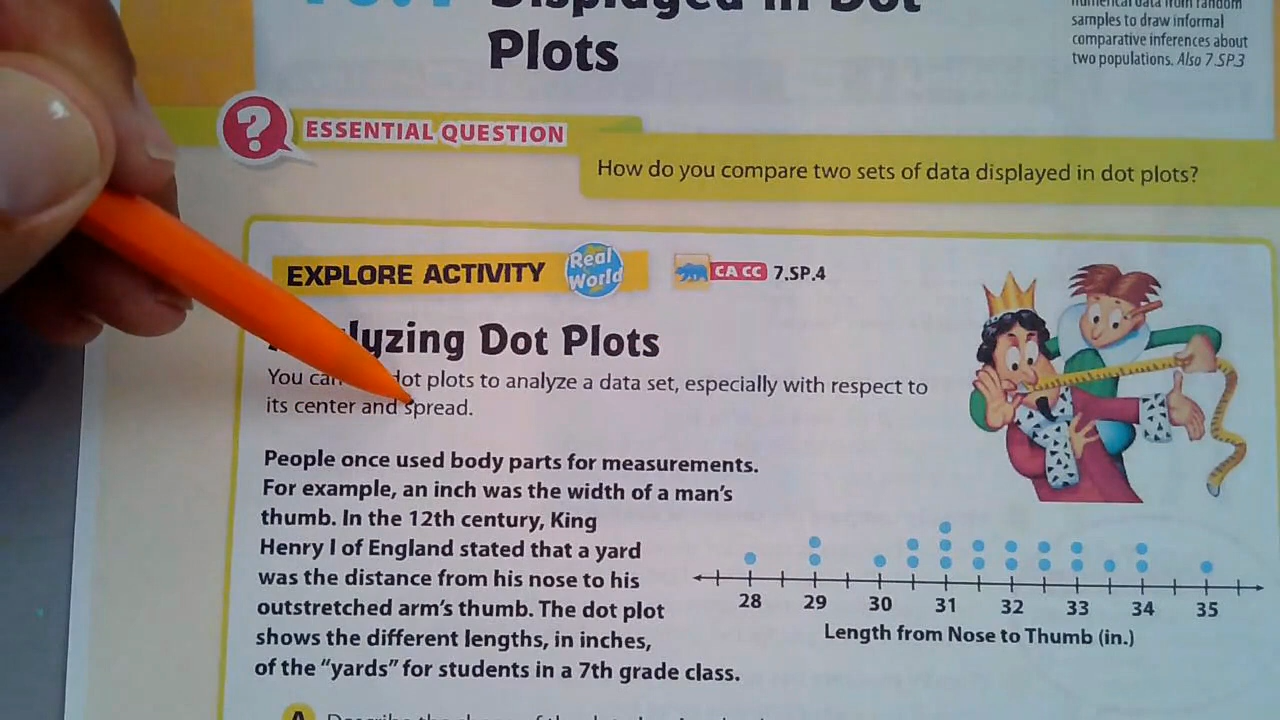 Displayed in Dot
Plots
numerical data from random
samples to draw informal
comparative inferences about
two populations. Also 7.SP.3
?
ESSENTIAL QUESTION
How do you compare two sets of data displayed in dot plots?
EXPLORE ACTIVITY
Real
World
CA CC 7.SP.4
lyzing Dot Plots
You can dot plots to analyze a data set, especially with respect to
its center and spread.
People once used body parts for measurements.
For example, an inch was the width of a man's
thumb. In the 12th century, King
Henry I of England stated that a yard
was the distance from his nose to his
outstretched arm's thumb. The dot plot
shows the different lengths, in inches,
of the "yards" for students in a 7th grade class.
28 29 30 31 32 33 34 35
Length from Nose to Thumb (in.)
A